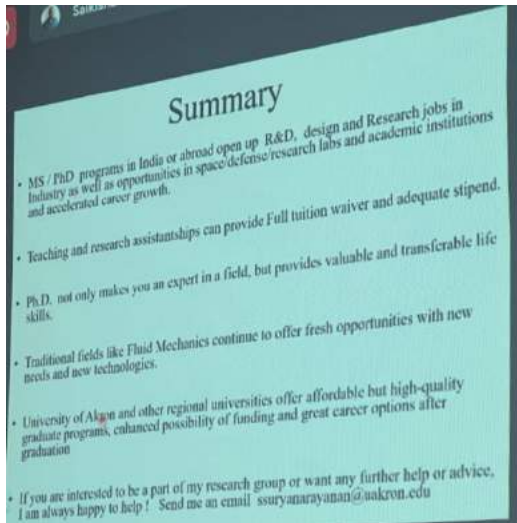 Summary
• MS / PhD programs in India or abroad open up R&D, design and Research jobs in
Industry as well as opportunities in space/defense/research labs and academic institutions
and accelerated career growth.
• Teaching and research assistantships can provide Full tuition waiver and adequate stipend.
• Ph.D. not only makes you an expert in a field, but provides valuable and transferable life
skills.
• Traditional fields like Fluid Mechanics continue to offer fresh opportunities with new
needs and new technologies.
• University of Akron and other regional universities offer affordable but high-quality
graduate programs, enhanced possibility of funding and great career options after
graduation
• If you are interested to be a part of my research group or want any further help or advice,
I am always happy to help ! Send me an email ssuryanarayanan@uakron.edu